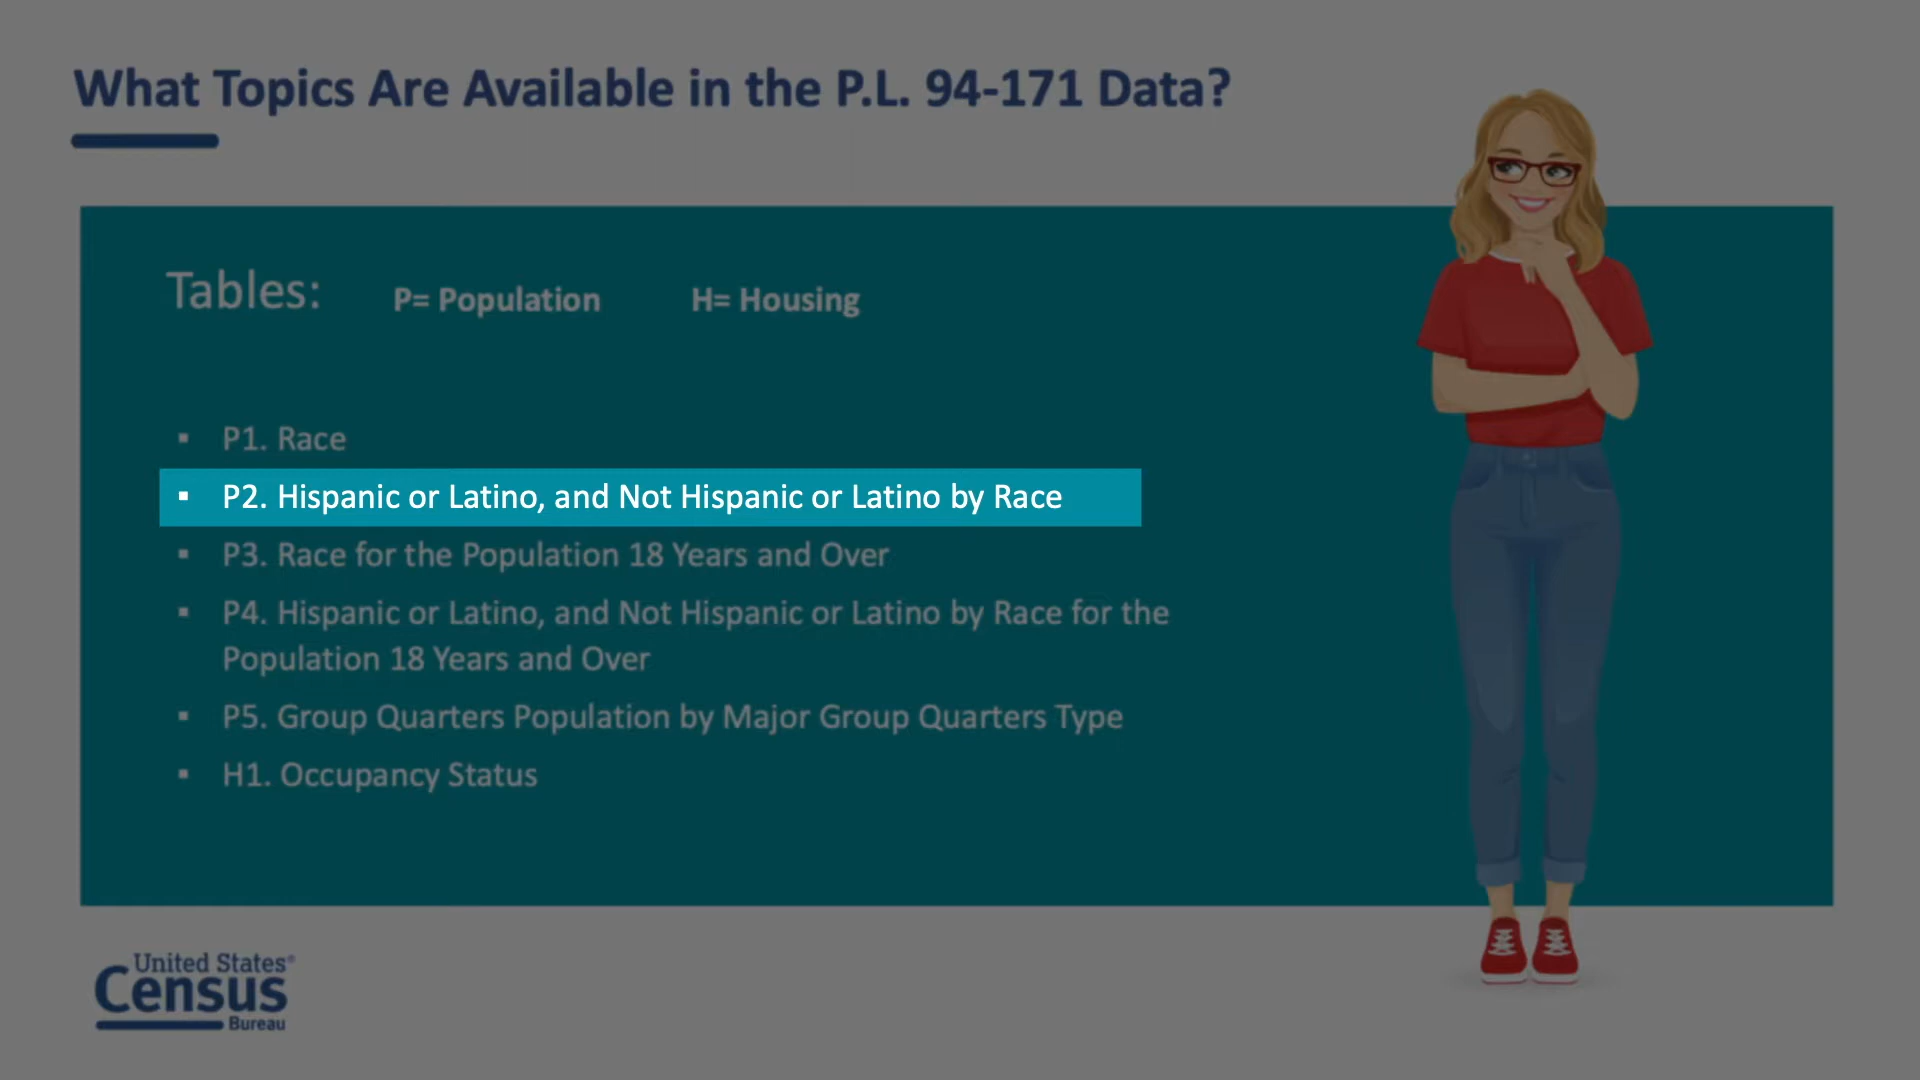 What Topics Are Available in the P.L. 94-171 Data?
Tables: P= Population H= Housing
▪ P1. Race
▪ P2. Hispanic or Latino, and Not Hispanic or Latino by Race
▪ P3. Race for the Population 18 Years and Over
▪ P4. Hispanic or Latino, and Not Hispanic or Latino by Race for the
Population 18 Years and Over
▪ P5. Group Quarters Population by Major Group Quarters Type
▪ H1. Occupancy Status
United States®
Census
Bureau